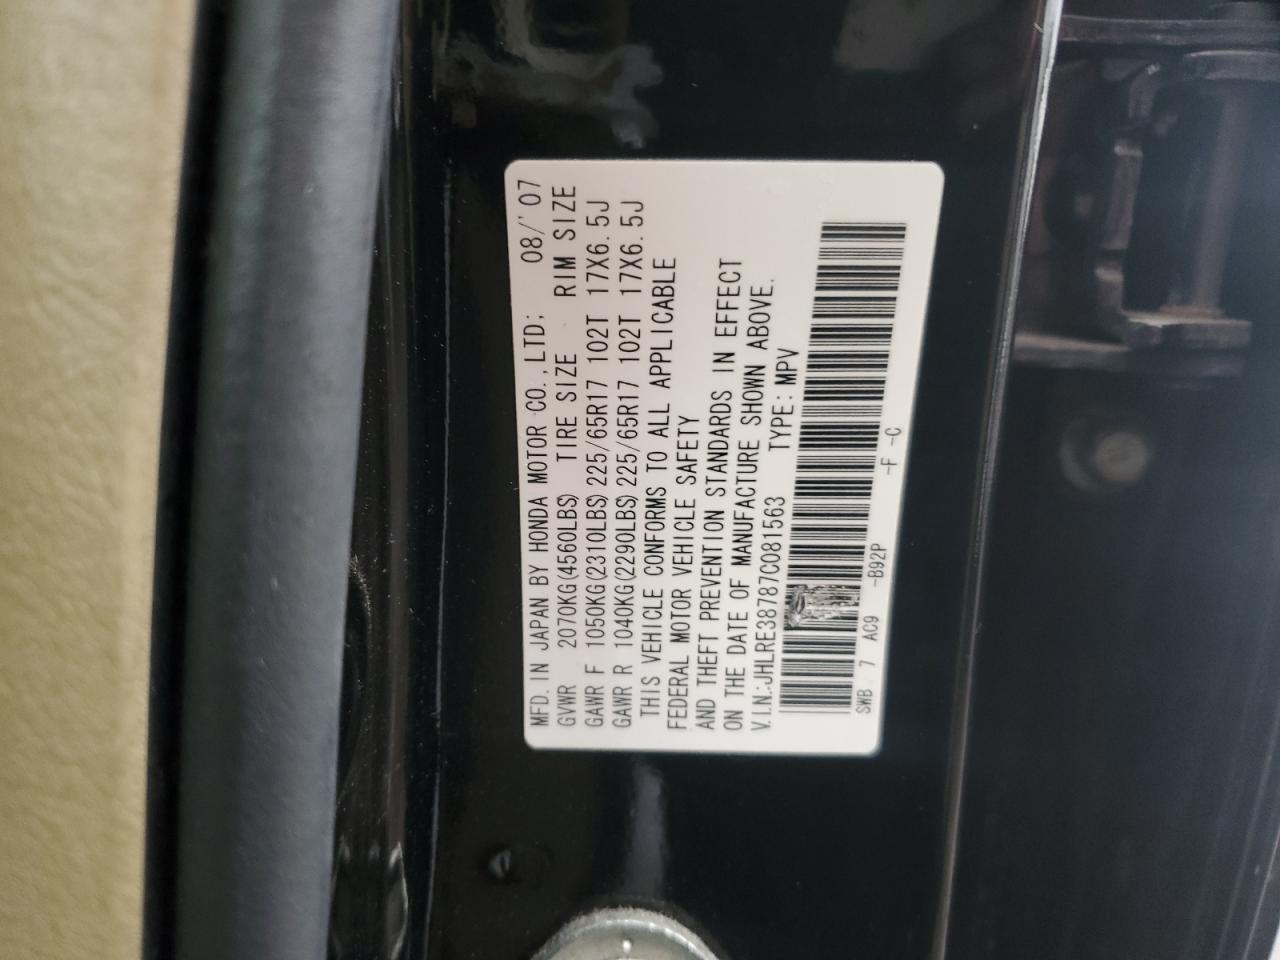 MFD. IN JAPAN BY HONDA MOTOR CO.,LTD: 08/'07
GVWR 2070KG(4560LBS) TIRE SIZE RIM SIZE
GAWR F 1050KG(2310LBS)225/65R17 102T 17X6.5J
GAWR R 1040KG(2290LBS)225/65R17 102T 17X6.5J
THIS VEHICLE CONFORMS TO ALL APPLICABLE
FEDERAL MOTOR VEHICLE SAFETY
AND THEFT PREVENTION STANDARDS IN EFFECT
ON THE DATE OF MANUFACTURE SHOWN ABOVE.
V.I.N.:JHLRE38787C081563 TYPE:MPV
SWB 7 AC9 -B92P -F -C